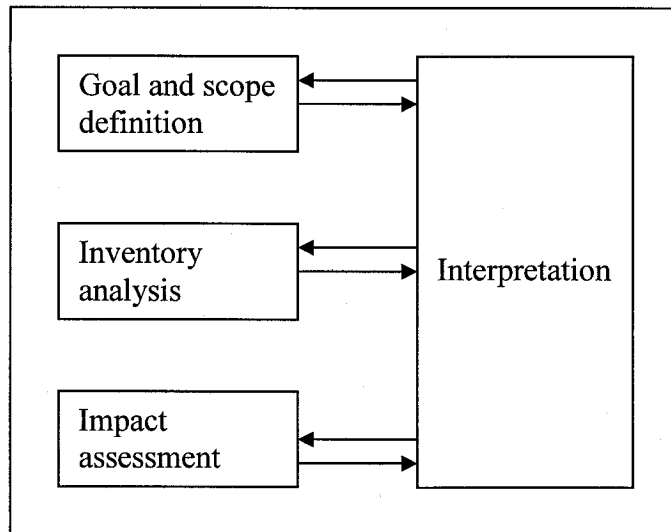 Goal and scope
definition
Inventory
analysis
Interpretation
Impact
assessment